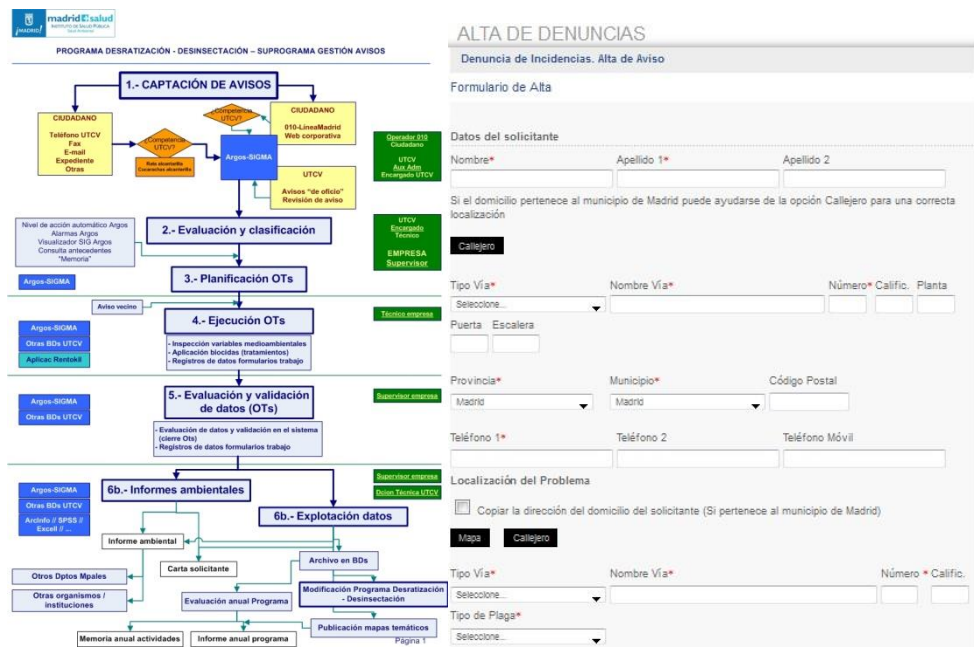 ¡MADRID!
madrid salud
INSTITUTO DE SALUD PÚBLICA
Salud Ambiental
PROGRAMA DESRATIZACIÓN - DESINSECTACIÓN – SUPROGRAMA GESTIÓN AVISOS
1.- CAPTACIÓN DE AVISOS
CIUDADANO
Teléfono UTCV
Fax
E-mail
Expediente
Otras
¿Competencia
UTCV?
Rata alcantarilla
Cucarachas alcantarilla
¿Competencia
UTCV?
Argos-SIGMA
CIUDADANO
010-LíneaMadrid
Web corporativa
UTCV
Avisos "de oficio"
Revisión de aviso
Operador 010
Ciudadano
UTCV
Aux Adm
Encargado UTCV
Nivel de acción automático Argos
Alarmas Argos
Visualizador SIG Argos
Consulta antecedentes
"Memoria"
2.- Evaluación y clasificación
UTCV
Encargado
Técnico
EMPRESA
Supervisor
Argos-SIGMA
3.- Planificación OTs
Aviso vecino
Argos-SIGMA
Otras BDs UTCV
Aplicac Rentokil
4.- Ejecución OTs
- Inspección variables medioambientales
- Aplicación biocidas (tratamientos)
- Registros de datos formularios trabajo
Técnico empresa
Argos-SIGMA
Otras BDs UTCV
5.- Evaluación y validación
de datos (OTs)
- Evaluación de datos y validación en el sistema
(cierre Ots)
- Registros de datos formularios trabajo
Supervisor empresa
Argos-SIGMA
Otras BDs UTCV
ArcInfo // SPSS //
Excell // ...
6b.- Informes ambientales
6b.- Explotación datos
Supervisor empresa
Dcion Técnica UTCV
Informe ambiental
Carta solicitante
Archivo en BDs
Otros Dptos Mpales
Otras organismos /
instituciones
Evaluación anual Programa
Modificación Programa Desratización
- Desinsectación
Publicación mapas temáticos
Memoria anual actividades
Informe anual programa
Página 1
ALTA DE DENUNCIAS
Denuncia de Incidencias. Alta de Aviso
Formulario de Alta
Datos del solicitante
Nombre* Apellido 1* Apellido 2
Si el domicilio pertenece al municipio de Madrid puede ayudarse de la opción Callejero para una correcta
localización
Callejero
Tipo Vía* Nombre Vía* Número* Calific. Planta
Seleccione...
Puerta Escalera
Provincia* Municipio* Código Postal
Madrid Madrid
Teléfono 1* Teléfono 2 Teléfono Móvil
Localización del Problema
Copiar la dirección del domicilio del solicitante (Si pertenece al municipio de Madrid)
Mapa Callejero
Tipo Vía* Nombre Vía* Número * Calific.
Seleccione...
Tipo de Plaga*
Seleccione...